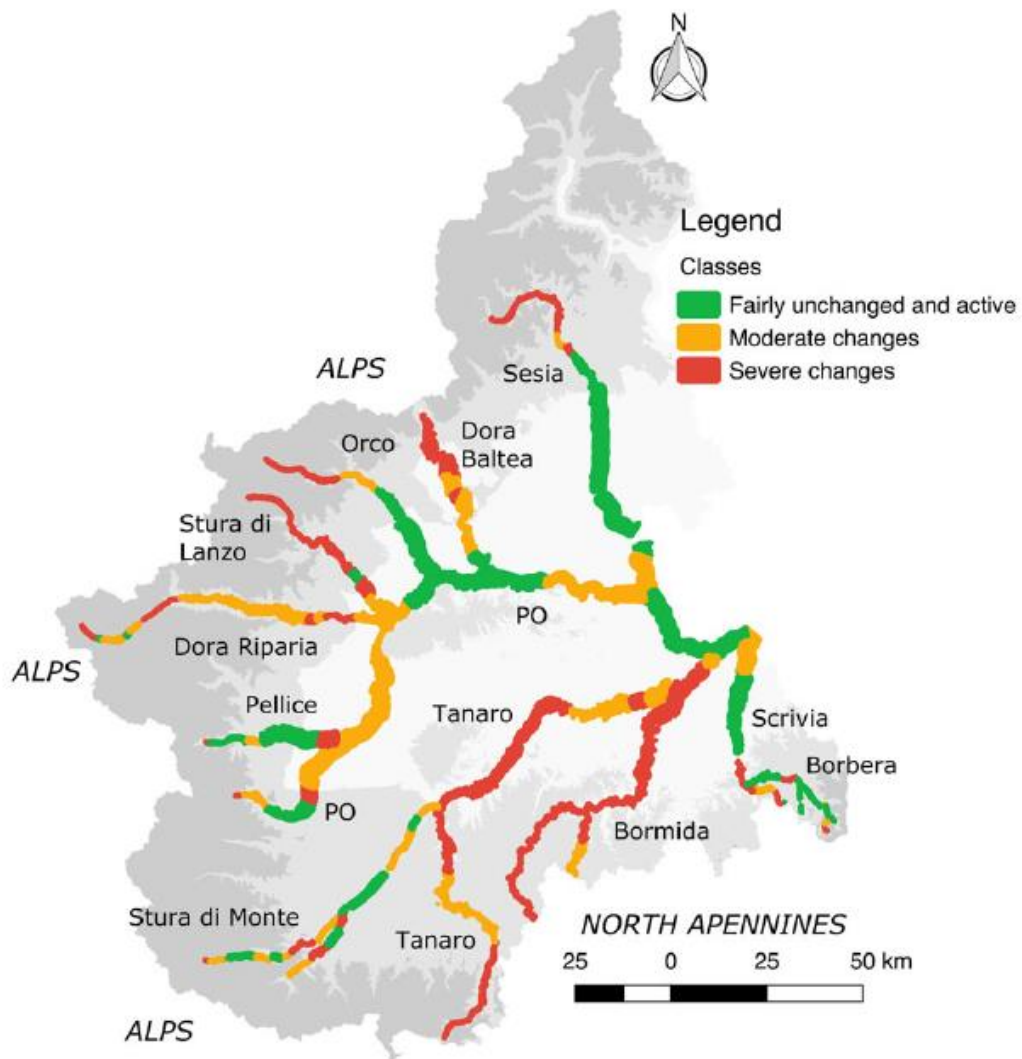 N
Legend
Classes
Fairly unchanged and active
Moderate changes
Severe changes
ALPS
Sesia
Orco
Dora
Baltea
Stura di
Lanzo
PO
Dora Riparia
ALPS
Pellice
Tanaro
Scrivia
Borbera
PO
Bormida
Stura di Monte
Tanaro
NORTH APENNINES
25 0 25 50 km
ALPS